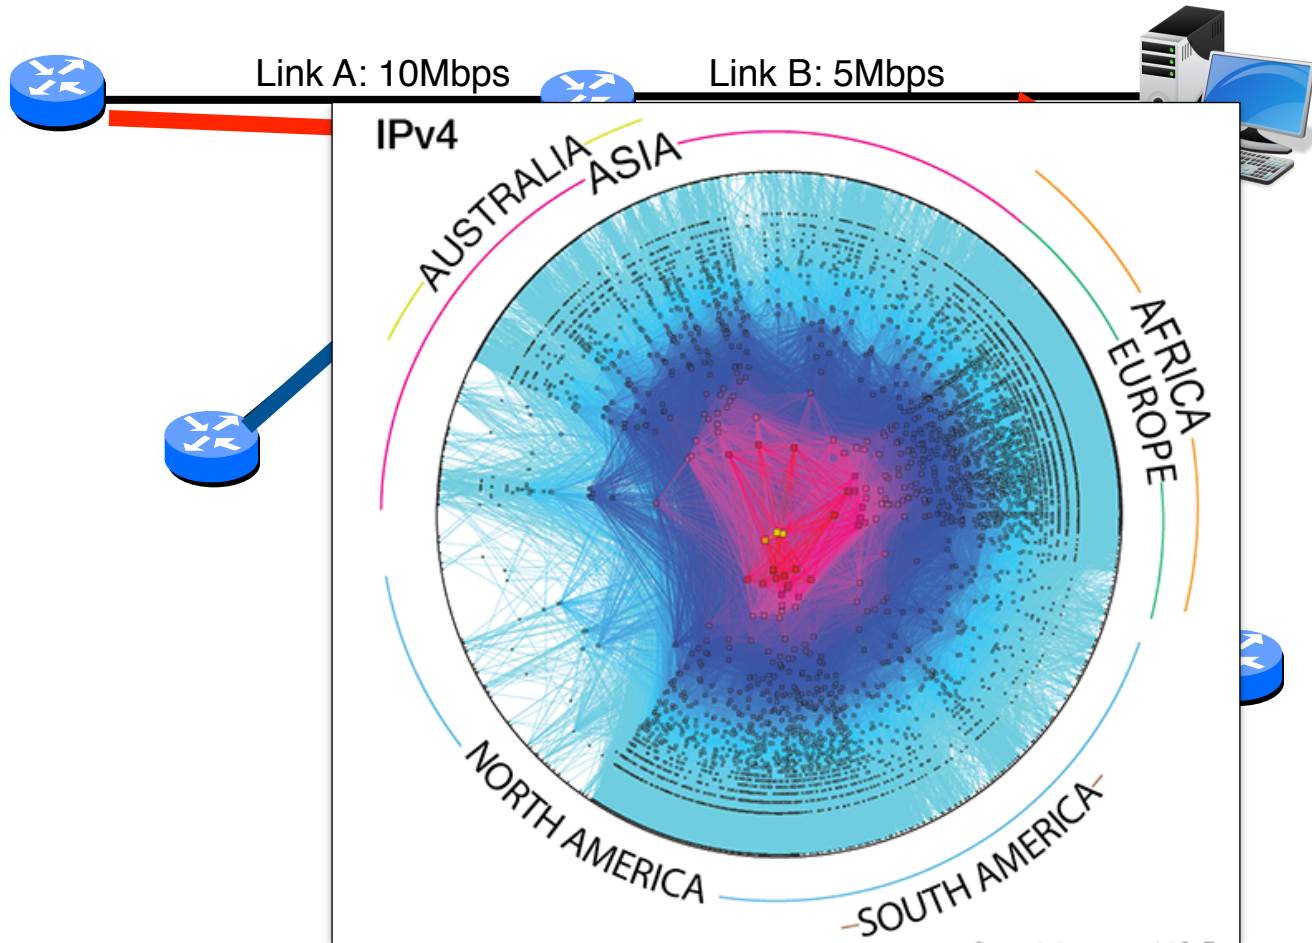 Link A: 10Mbps
Link B: 5Mbps
IPv4
AUSTRALIA
ASIA
AFRICA
EUROPE
NORTH AMERICA
SOUTH AMERICA